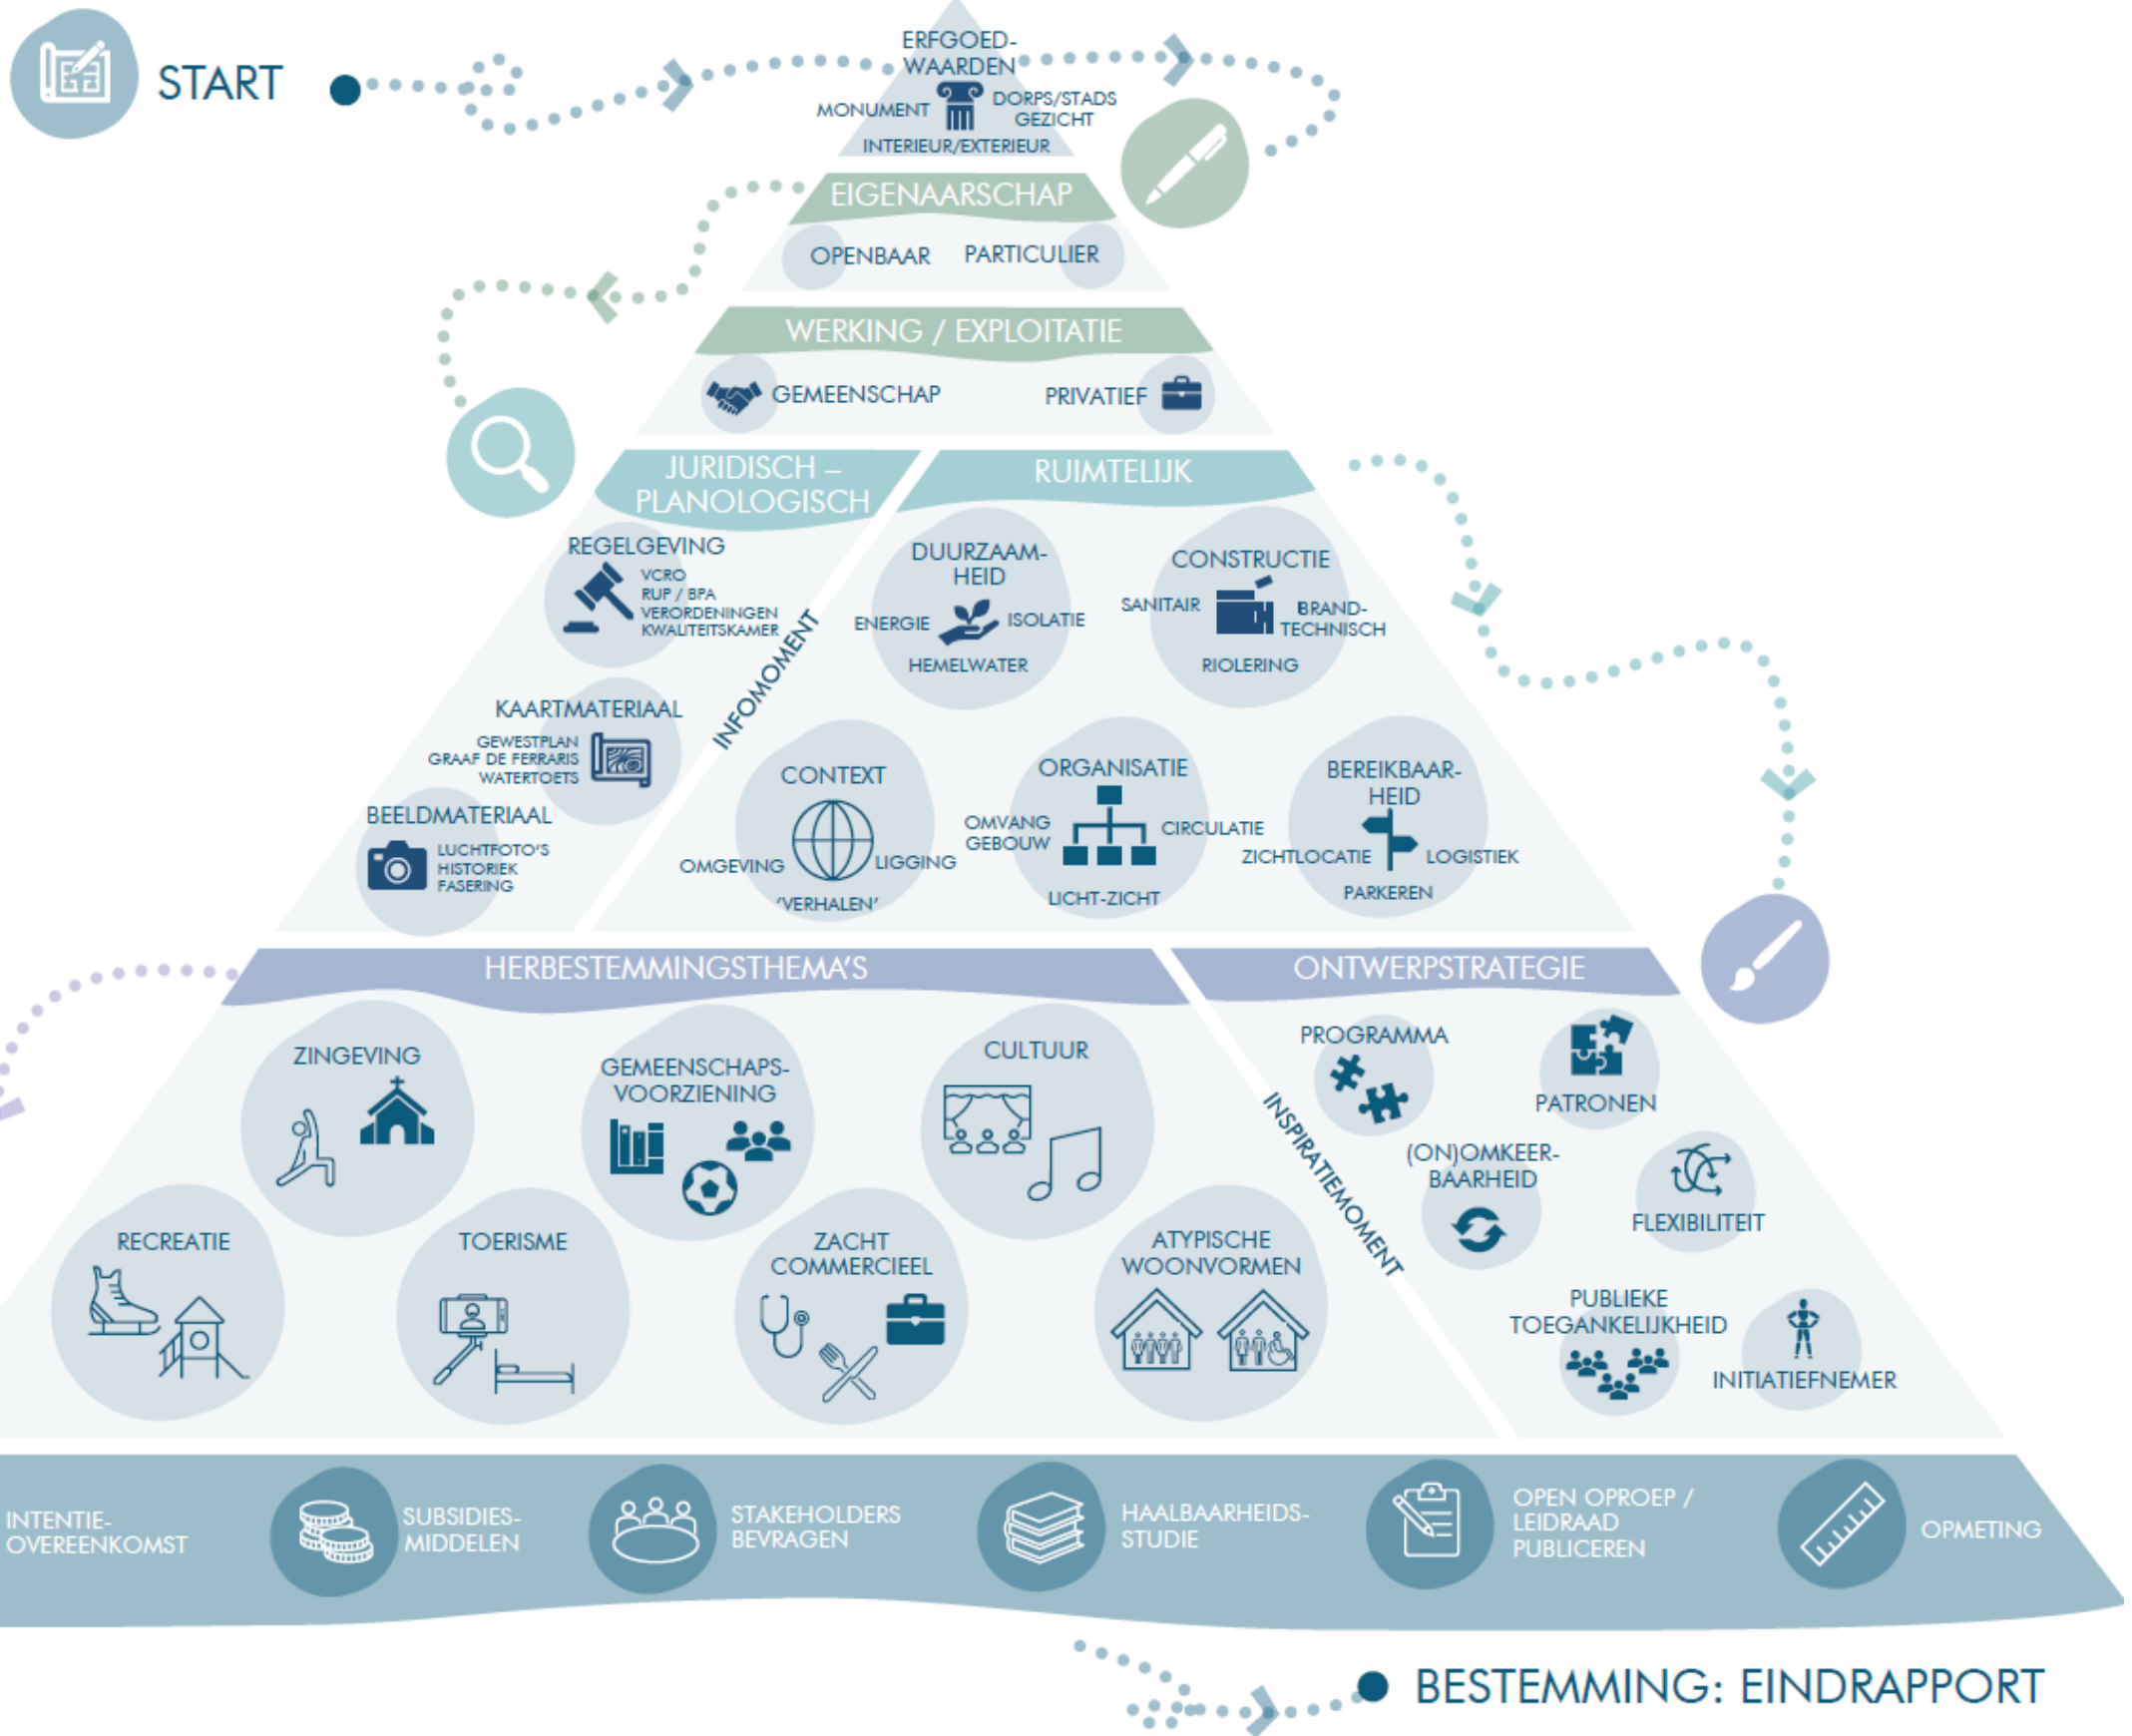 START
ERFGOED-
WAARDEN
MONUMENT
DORPS/STADS
GEZICHT
INTERIEUR/EXTERIEUR
EIGENAARSCHAP
OPENBAAR
PARTICULIER
WERKING / EXPLOITATIE
GEMEENSCHAP
PRIVATIEF
JURIDISCH –
PLANOLOGISCH
REGELGEVING
VCRO
RUP / BPA
VERORDENINGEN
KWALITEITSKAMER
KAARTMATERIAAL
GEWESTPLAN
GRAAF DE FERRARIS
WATERTOETS
BEELDMATERIAAL
LUCHTFOTO'S
HISTORIEK
FASERING
INFOMOMENT
RUIMTELIJK
DUURZAAM-
HEID
ENERGIE
ISOLATIE
HEMELWATER
CONSTRUCTIE
SANITAIR
BRAND-
TECHNISCH
RIOLERING
CONTEXT
OMGEVING
LIGGING
'VERHALEN'
ORGANISATIE
OMVANG
GEBOUW
CIRCULATIE
LICHT-ZICHT
BEREIKBAAR-
HEID
ZICHTLOCATIE
LOGISTIEK
PARKEREN
HERBESTEMMINGSTHEMA'S
ZINGEVING
GEMEENSCHAPS-
VOORZIENING
CULTUUR
RECREATIE
TOERISME
ZACHT
COMMERCIEEL
ATYPISCHE
WOONVORMEN
INSPIRATIEMOMENT
ONTWERPSTRATEGIE
PROGRAMMA
PATRONEN
(ON)OMKEER-
BAARHEID
FLEXIBILITEIT
PUBLIEKE
TOEGANKELIJKHEID
INITIATIEFNEMER
INTENTIE-
OVEREENKOMST
SUBSIDIES-
MIDDELEN
STAKEHOLDERS
BEVRAGEN
HAALBAARHEIDS-
STUDIE
OPEN OPROEP /
LEIDRAAD
PUBLICEREN
OPMETING
BESTEMMING: EINDRAPPORT